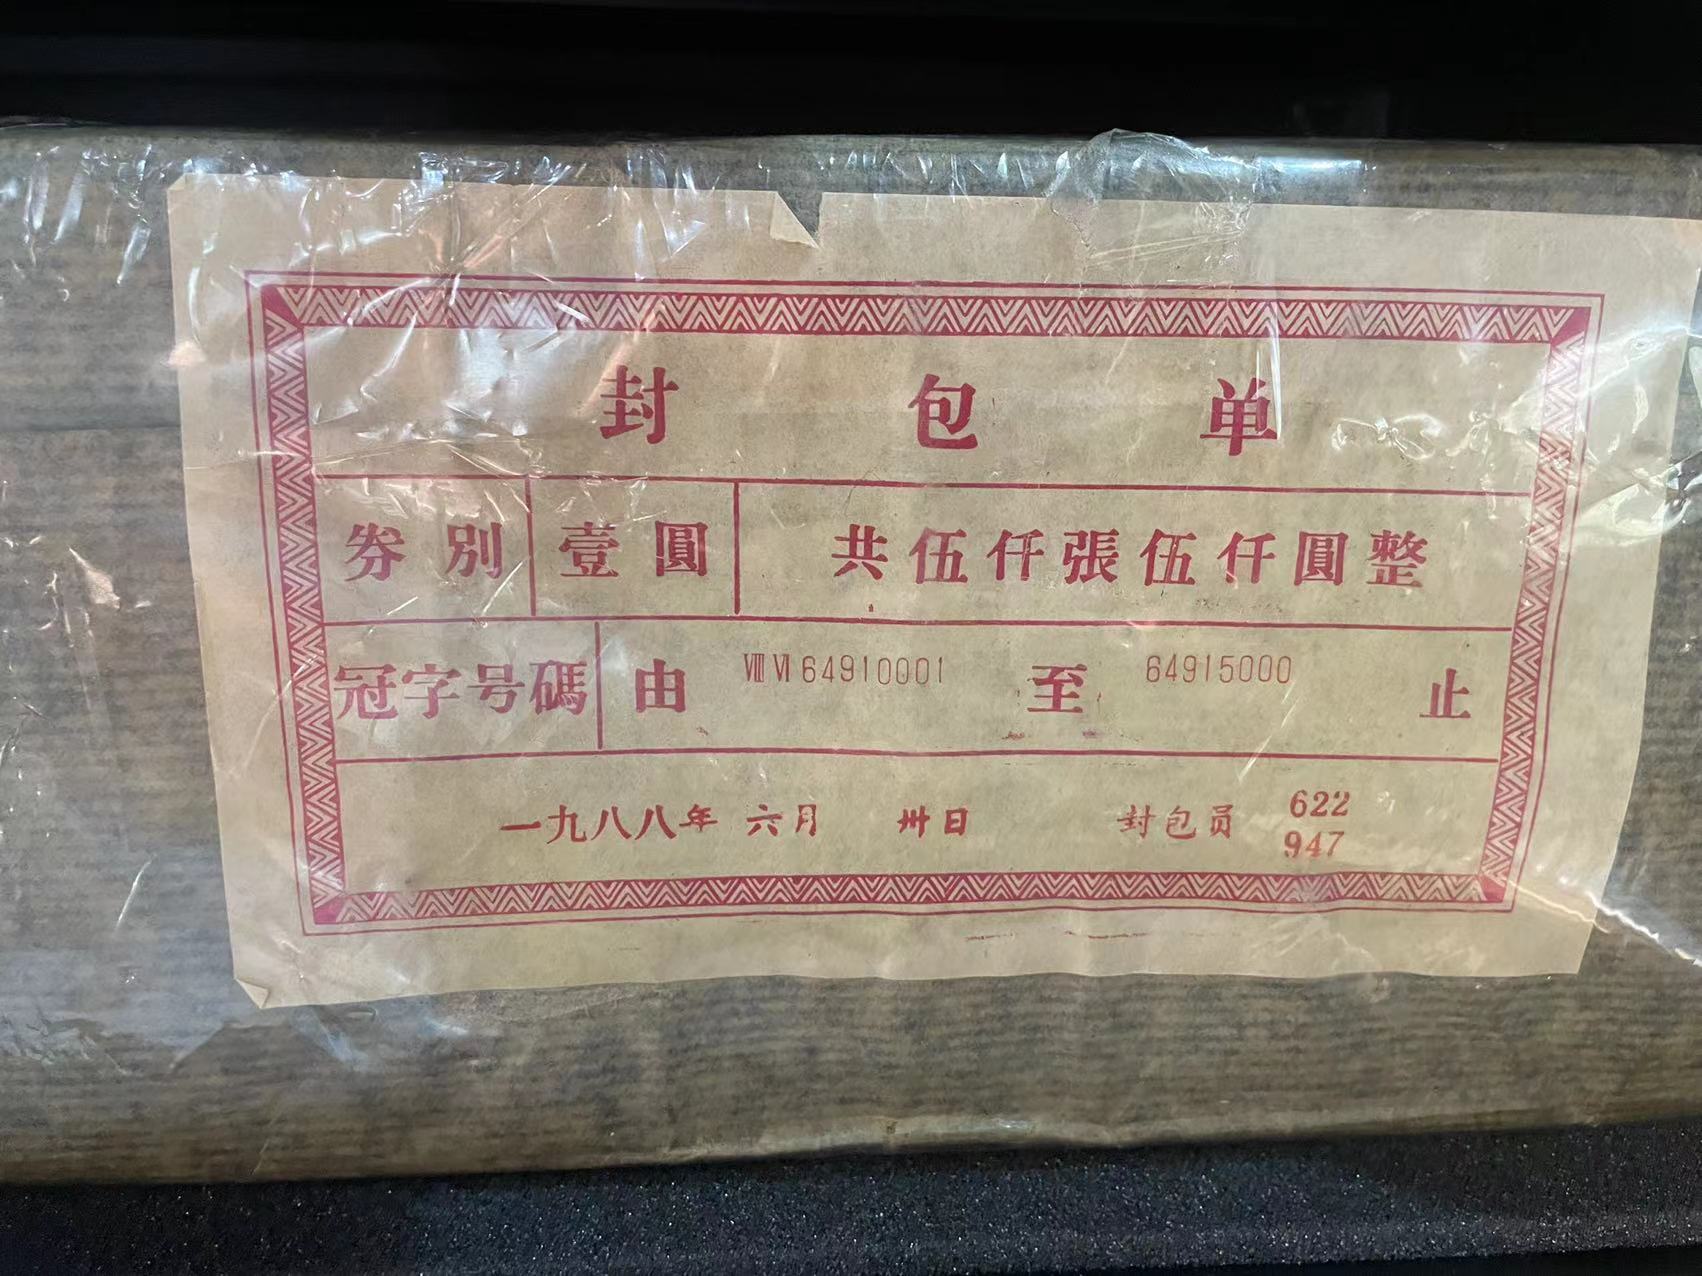 封包单
券別 壹圓 共伍仟張伍仟圓整
冠字号碼 由 ⅧⅥ64910001 至 64915000 止
一九八八年 六月 卅日 封包员 622
947